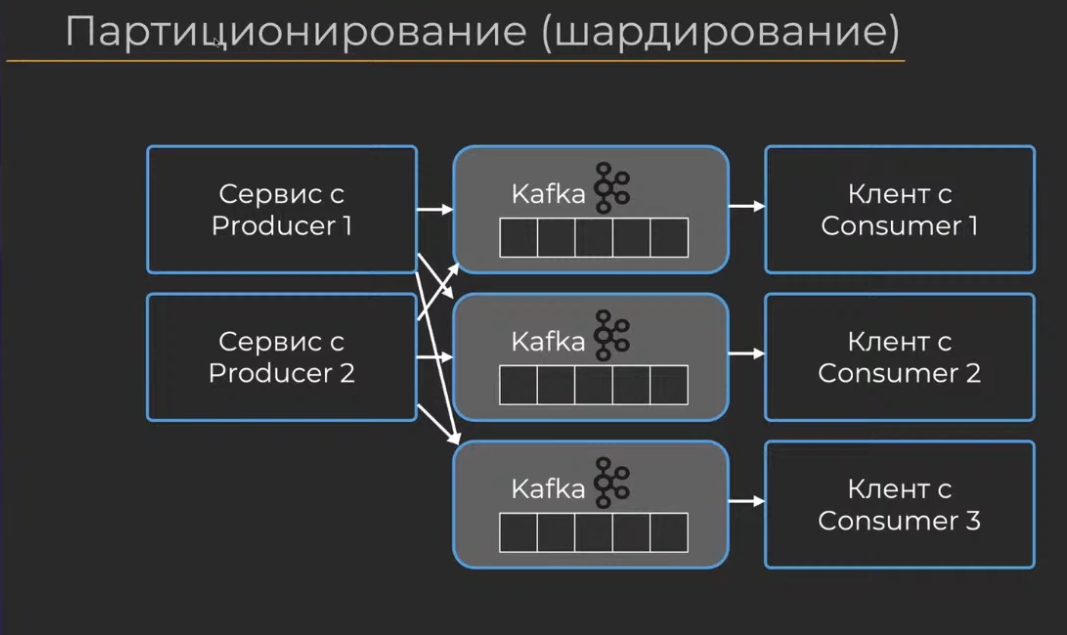 Партиционирование (шардирование)
Сервис с
Producer 1
Kafka
Клент с
Consumer 1
Сервис с
Producer 2
Kafka
Клент с
Consumer 2
Kafka
Клент с
Consumer 3